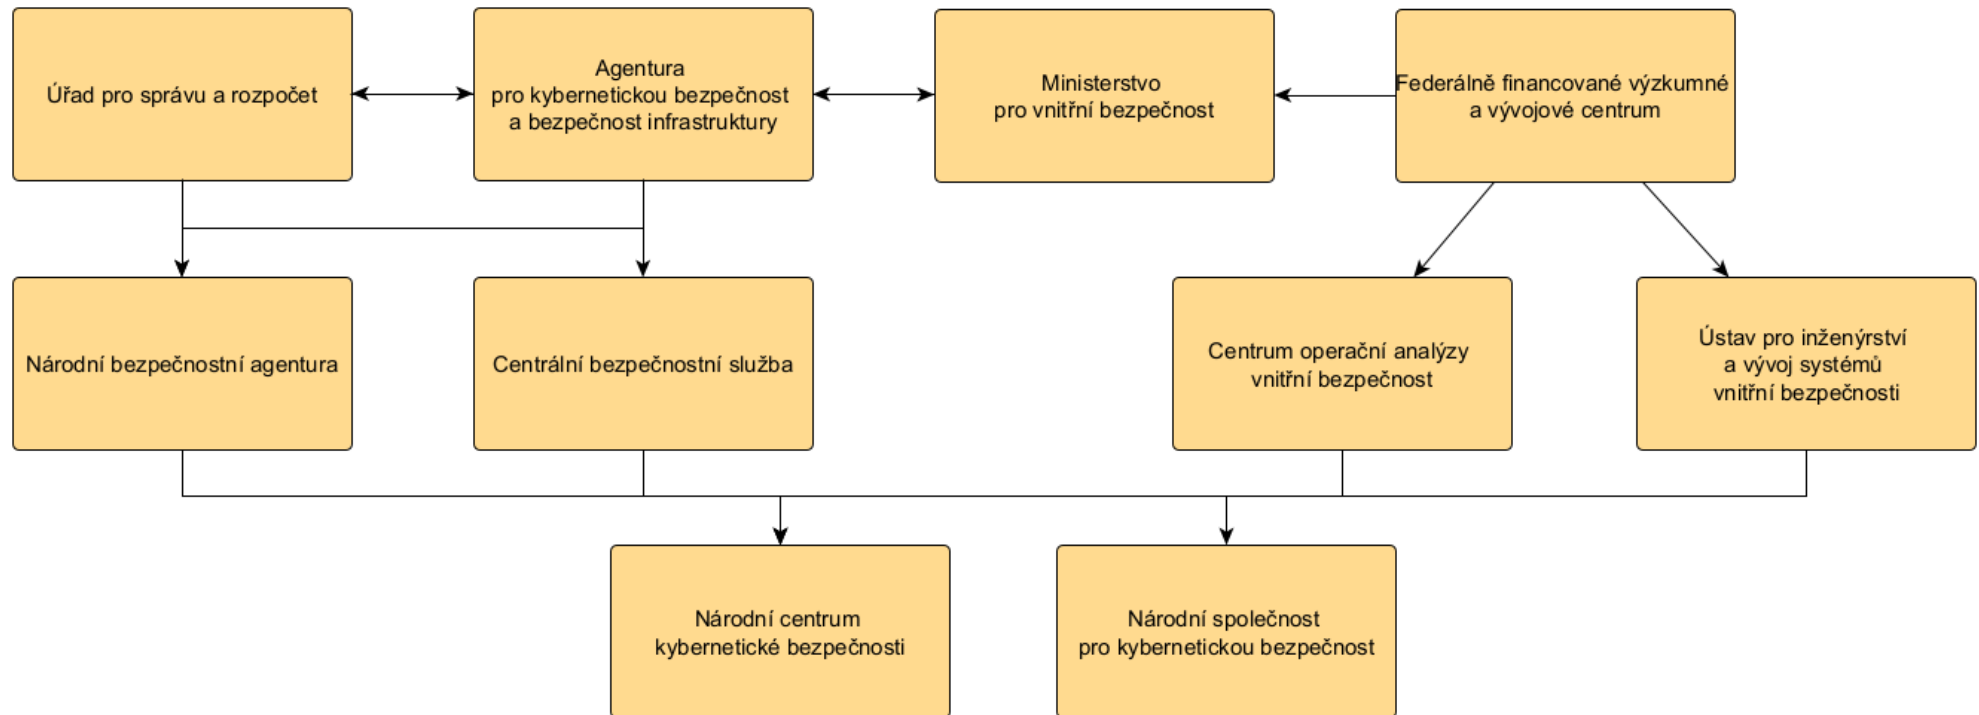 Úřad pro správu a rozpočet
Agentura
pro kybernetickou bezpečnost
a bezpečnost infrastruktury
Ministerstvo
pro vnitřní bezpečnost
Federálně financované výzkumné
a vývojové centrum
Národní bezpečnostní agentura
Centrální bezpečnostní služba
Centrum operační analýzy
vnitřní bezpečnost
Ústav pro inženýrství
a vývoj systémů
vnitřní bezpečnosti
Národní centrum
kybernetické bezpečnosti
Národní společnost
pro kybernetickou bezpečnost